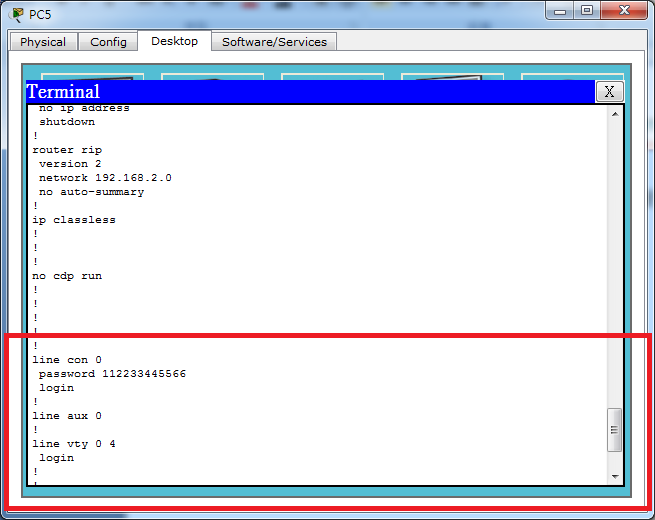 PC5
Physical Config Desktop Software/Services
Terminal X
no ip address
shutdown
!
router rip
version 2
network 192.168.2.0
no auto-summary
!
ip classless
!
!
!
no cdp run
!
!
!
!
!
line con 0
password 112233445566
login
!
line aux 0
!
line vty 0 4
login
!
!